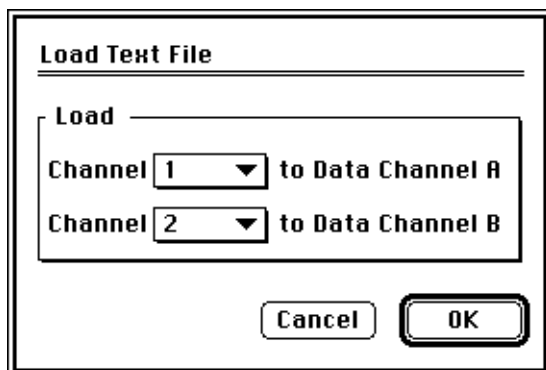 Load Text File
Load
Channel 1 to Data Channel A
Channel 2 to Data Channel B
Cancel OK